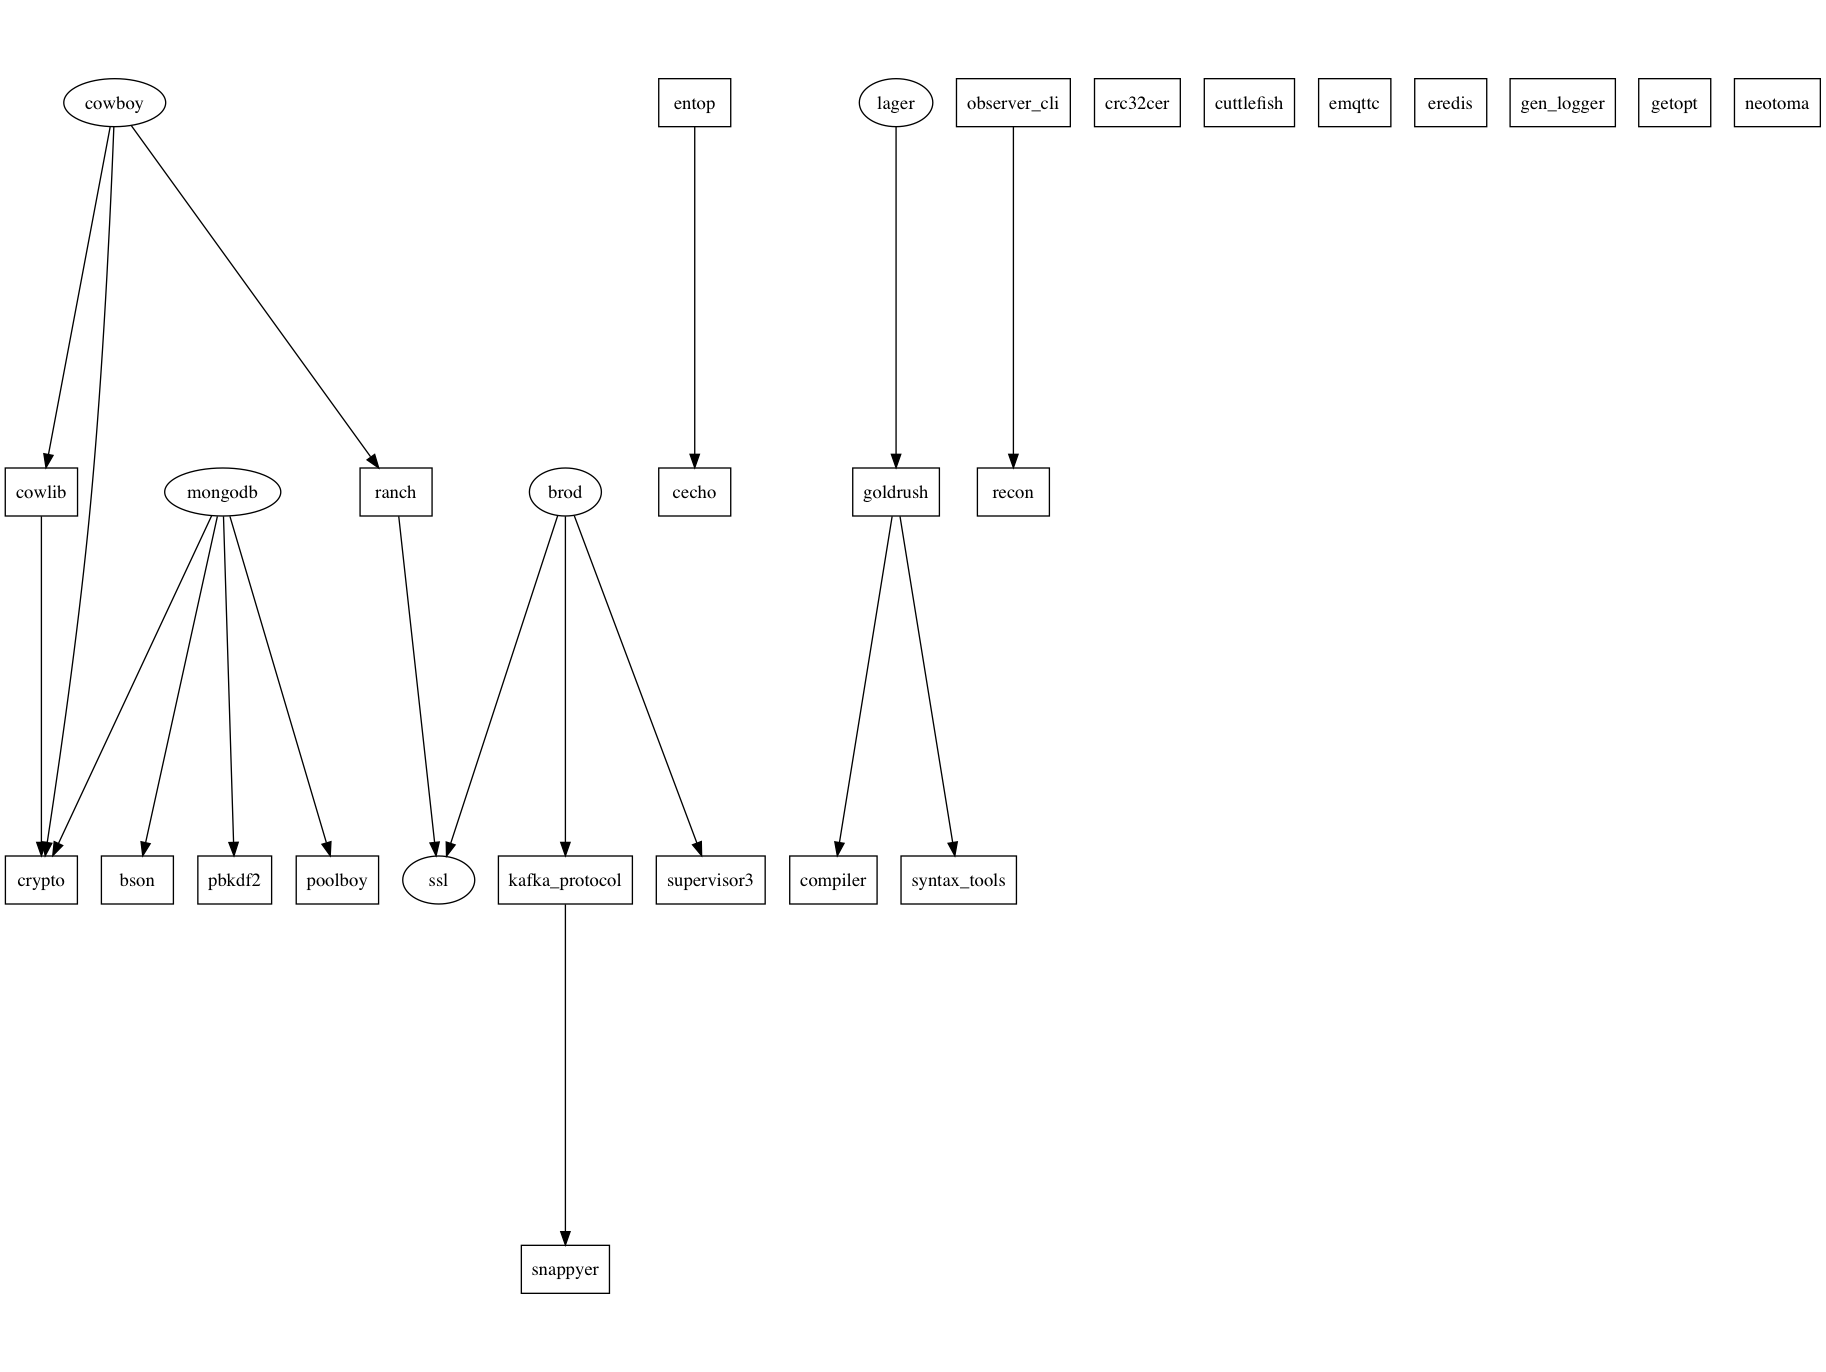 cowboy
entop
lager
observer_cli
crc32cer
cuttlefish
emqttc
eredis
gen_logger
getopt
neotoma
cowlib
mongodb
ranch
brod
cecho
goldrush
recon
crypto
bson
pbkdf2
poolboy
ssl
kafka_protocol
supervisor3
compiler
syntax_tools
snappyer